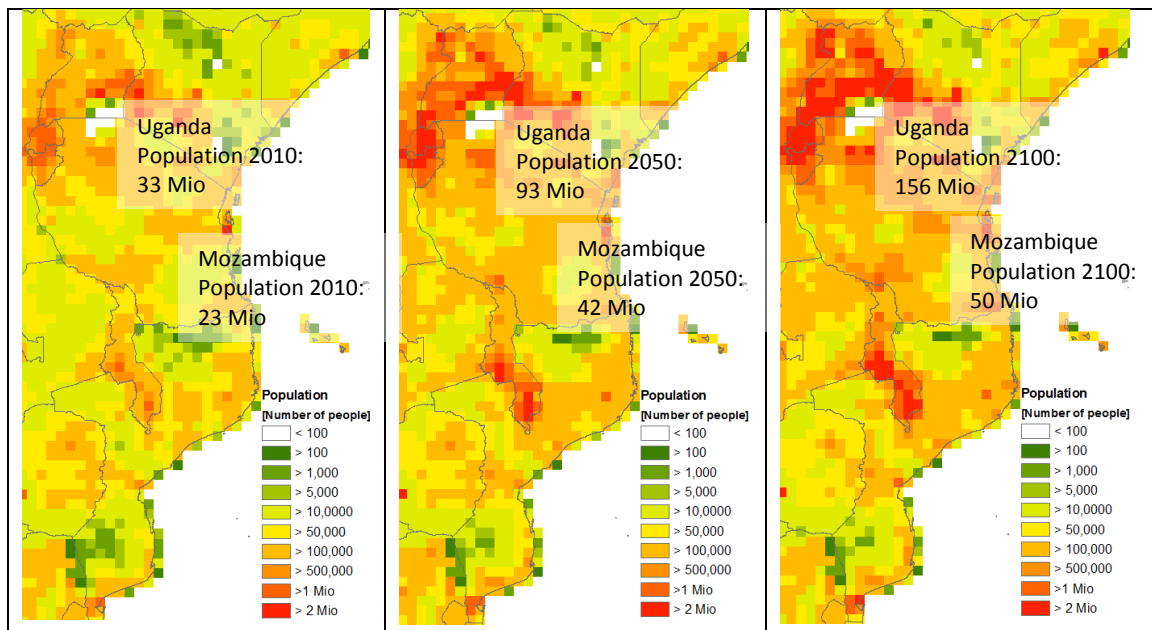 Uganda
Population 2010:
33 Mio
Mozambique
Population 2010:
23 Mio
Population
[Number of people]
< 100
> 100
> 1,000
> 5,000
> 10,0000
> 50,000
> 100,000
> 500,000
>1 Mio
> 2 Mio
Uganda
Population 2050:
93 Mio
Mozambique
Population 2050:
42 Mio
Population
[Number of people]
< 100
> 100
> 1,000
> 5,000
> 10,0000
> 50,000
> 100,000
> 500,000
>1 Mio
> 2 Mio
Uganda
Population 2100:
156 Mio
Mozambique
Population 2100:
50 Mio
Population
[Number of people]
< 100
> 100
> 1,000
> 5,000
> 10,0000
> 50,000
> 100,000
> 500,000
>1 Mio
> 2 Mio